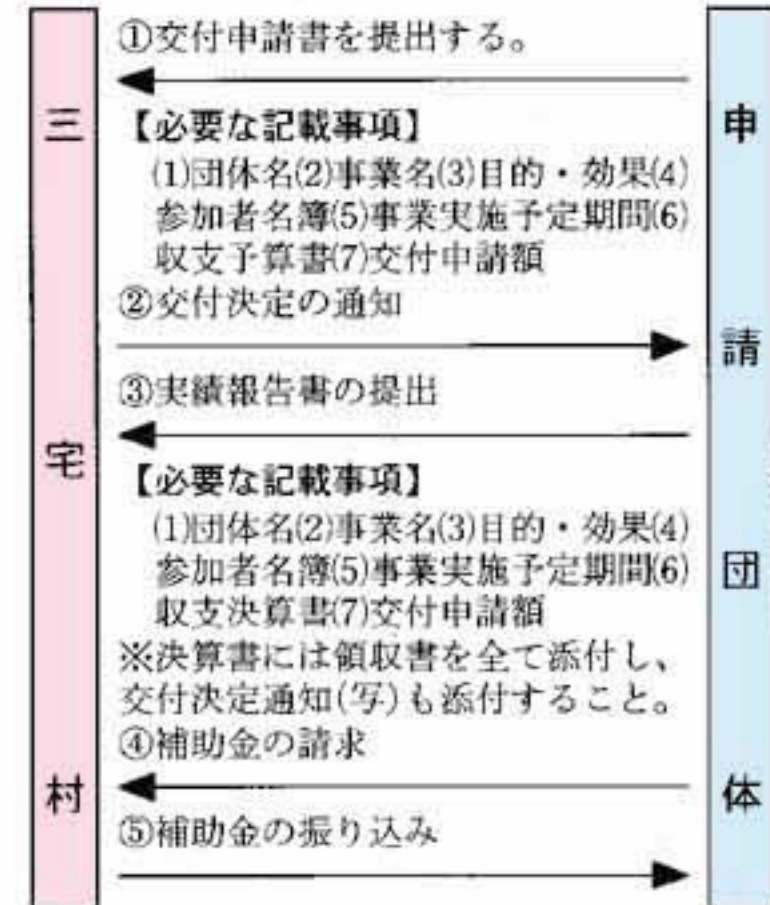 三宅村
申請団体
①交付申請書を提出する。
【必要な記載事項】
(1)団体名(2)事業名(3)目的・効果(4)
参加者名簿(5)事業実施予定期間(6)
収支予算書(7)交付申請額
②交付決定の通知
③実績報告書の提出
【必要な記載事項】
(1)団体名(2)事業名(3)目的・効果(4)
参加者名簿(5)事業実施予定期間(6)
収支決算書(7)交付申請額
※決算書には領収書を全て添付し、
交付決定通知(写)も添付すること。
④補助金の請求
⑤補助金の振り込み